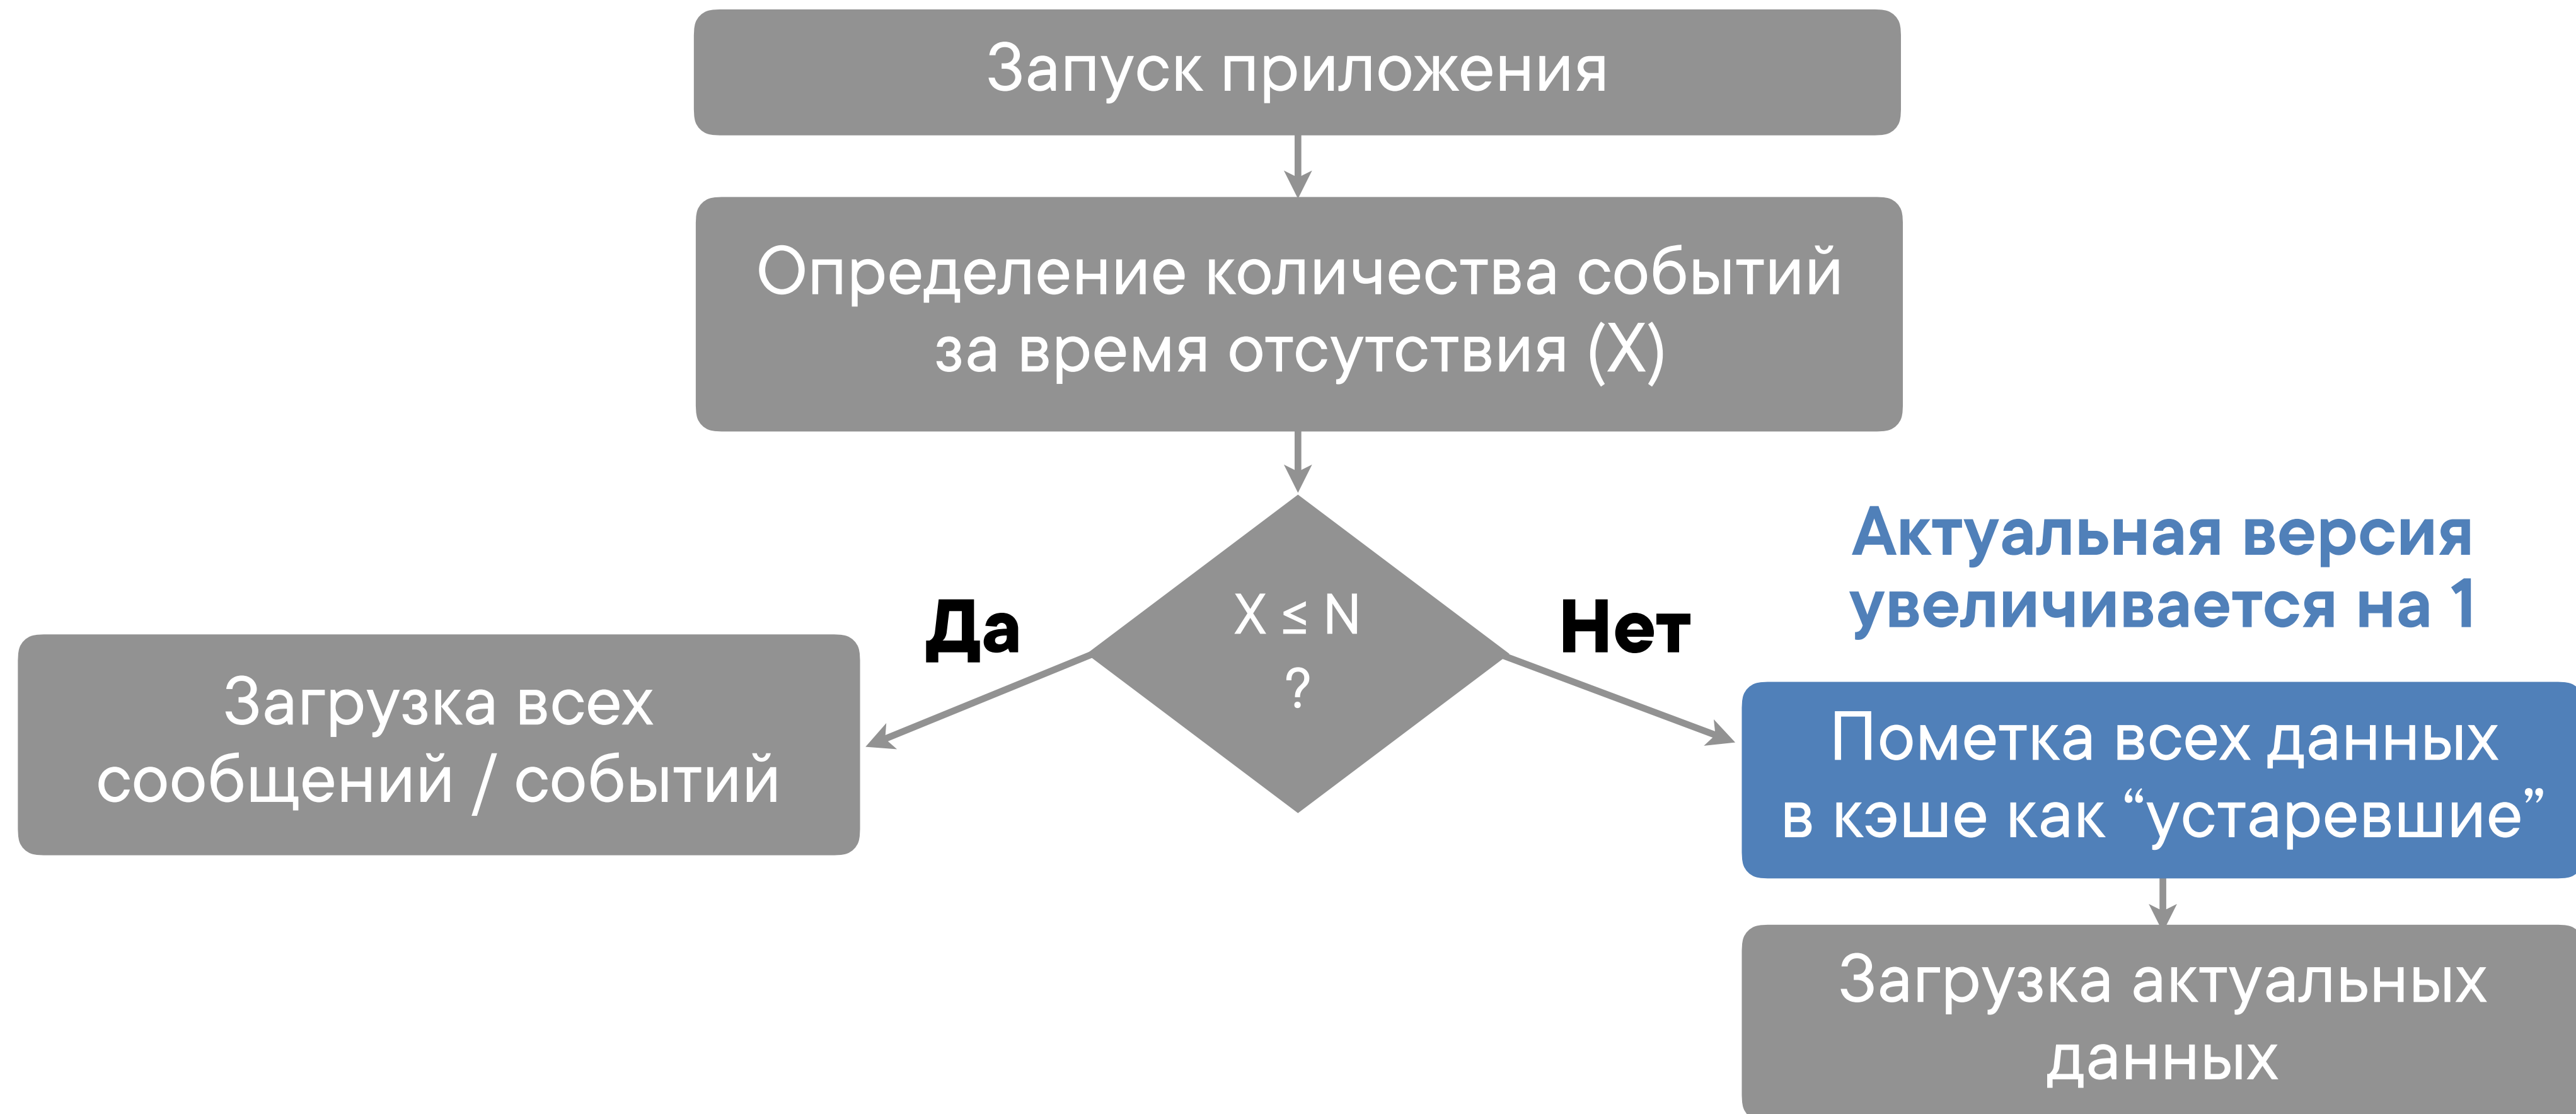 Запуск приложения
Определение количества событий
за время отсутствия (X)
X ≤ N
?
Да
Нет
Загрузка всех
сообщений / событий
Актуальная версия
увеличивается на 1
Пометка всех данных
в кэше как “устаревшие”
Загрузка актуальных
данных